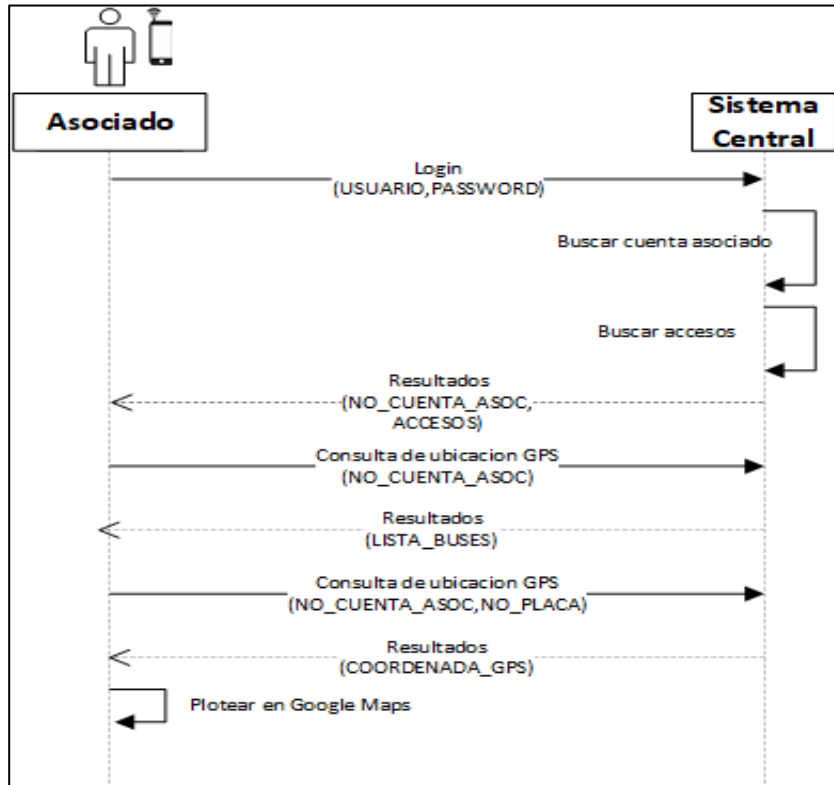 Asociado
Sistema
Central
Login
(USUARIO,PASSWORD)
Buscar cuenta asociado
Buscar accesos
Resultados
(NO_CUENTA_ASOC,
ACCESOS)
Consulta de ubicacion GPS
(NO_CUENTA_ASOC)
Resultados
(LISTA_BUSES)
Consulta de ubicacion GPS
(NO_CUENTA_ASOC,NO_PLACA)
Resultados
(COORDENADA_GPS)
Plotear en Google Maps